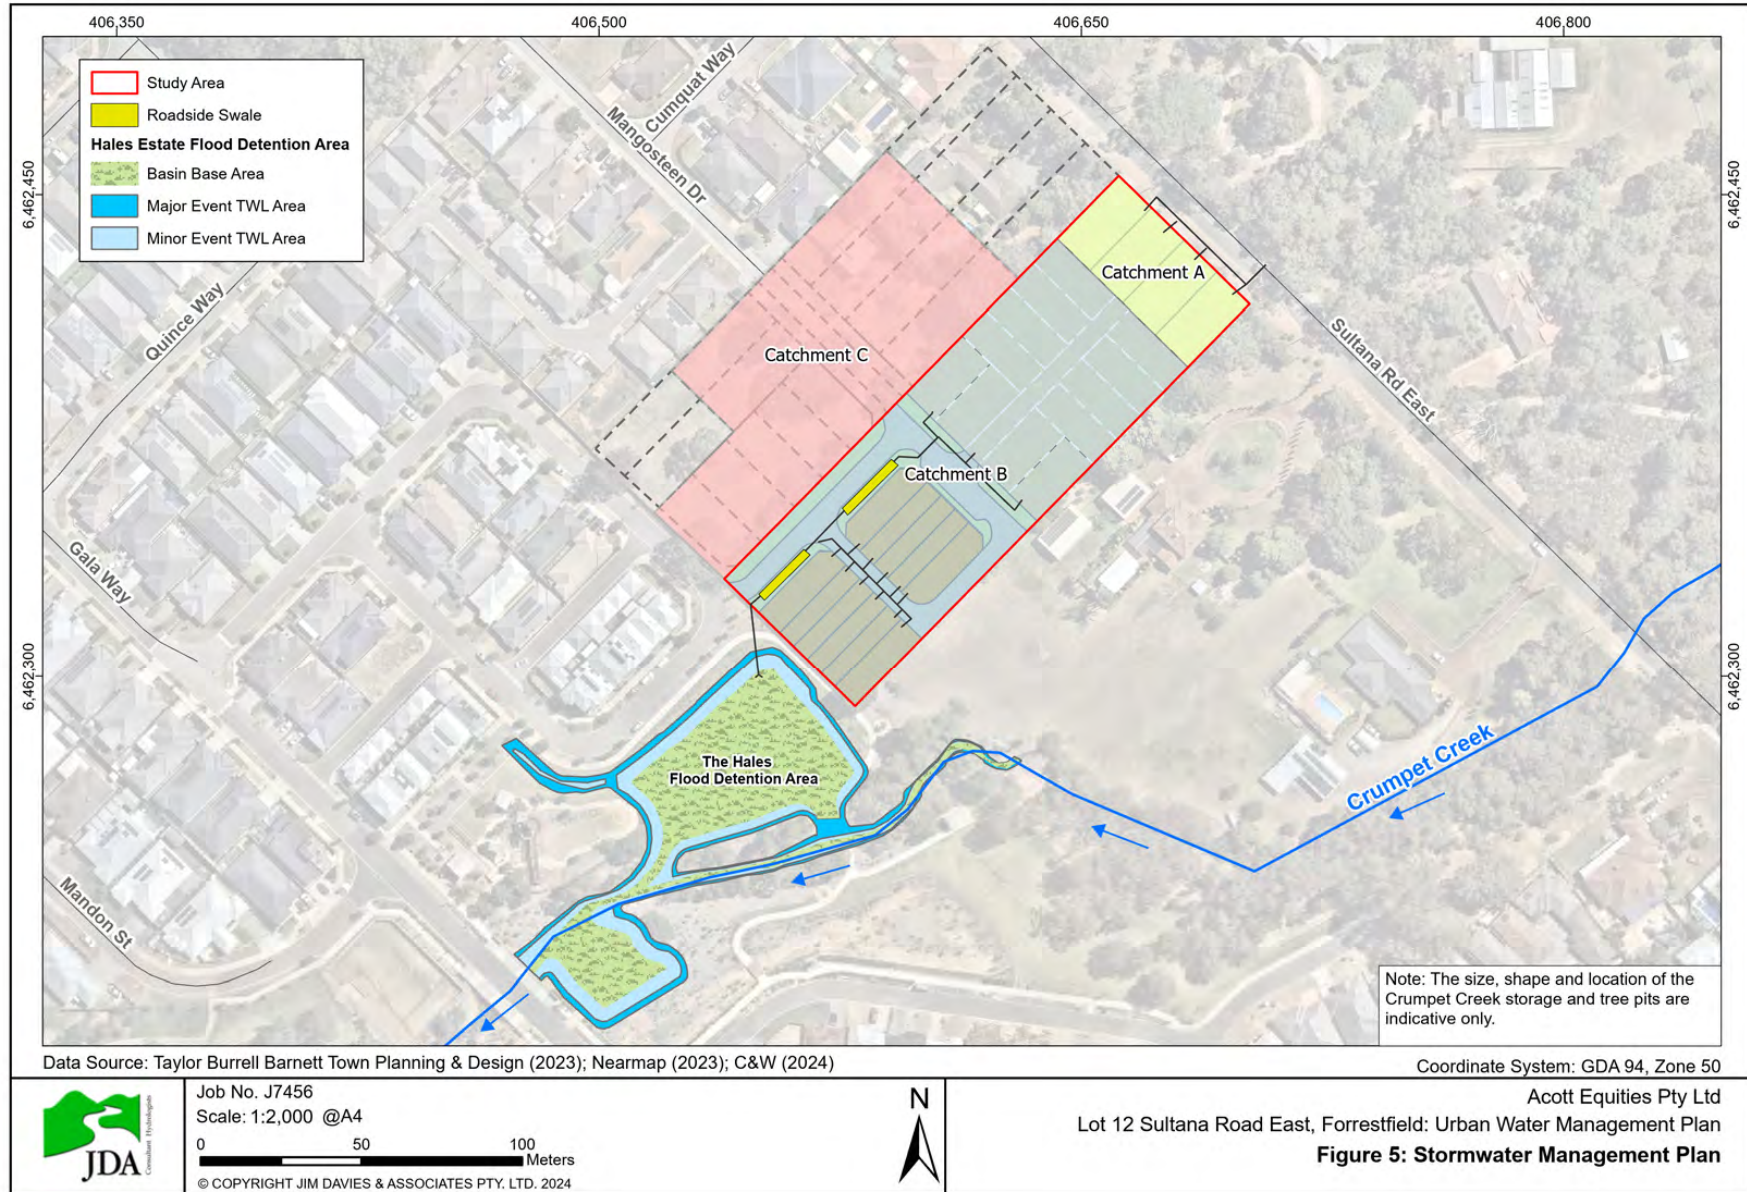 406,350
406,500
406,650
406,800
6,462,450
6,462,300
6,462,450
6,462,300
Study Area
Roadside Swale
Hales Estate Flood Detention Area
Basin Base Area
Major Event TWL Area
Minor Event TWL Area
Cumquat Way
Mangosteen Dr
Quince Way
Gala Way
Mandon St
Sultana Rd East
Catchment A
Catchment C
Catchment B
The Hales
Flood Detention Area
Crumpet Creek
Note: The size, shape and location of the
Crumpet Creek storage and tree pits are
indicative only.
Data Source: Taylor Burrell Barnett Town Planning & Design (2023); Nearmap (2023); C&W (2024)
Coordinate System: GDA 94, Zone 50
JDA
Consultant Hydrologists
Job No. J7456
Scale: 1:2,000 @A4
0 50 100
Meters
© COPYRIGHT JIM DAVIES & ASSOCIATES PTY. LTD. 2024
N
Acott Equities Pty Ltd
Lot 12 Sultana Road East, Forrestfield: Urban Water Management Plan
Figure 5: Stormwater Management Plan